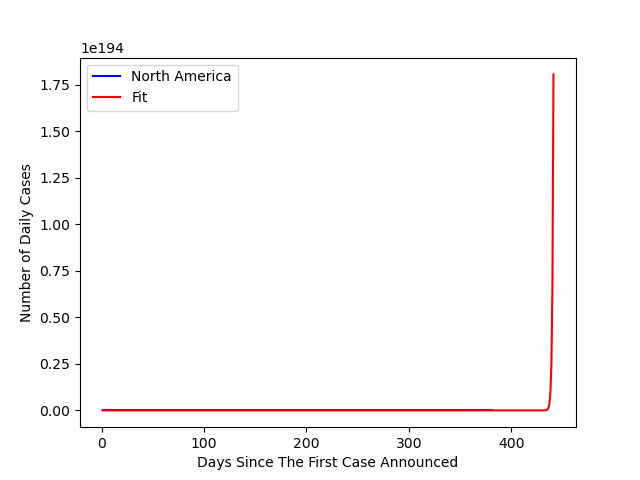 1e194
North America
Fit
1.75
1.50
1.25
1.00
0.75
0.50
0.25
0.00
Number of Daily Cases
0
100
200
300
400
Days Since The First Case Announced